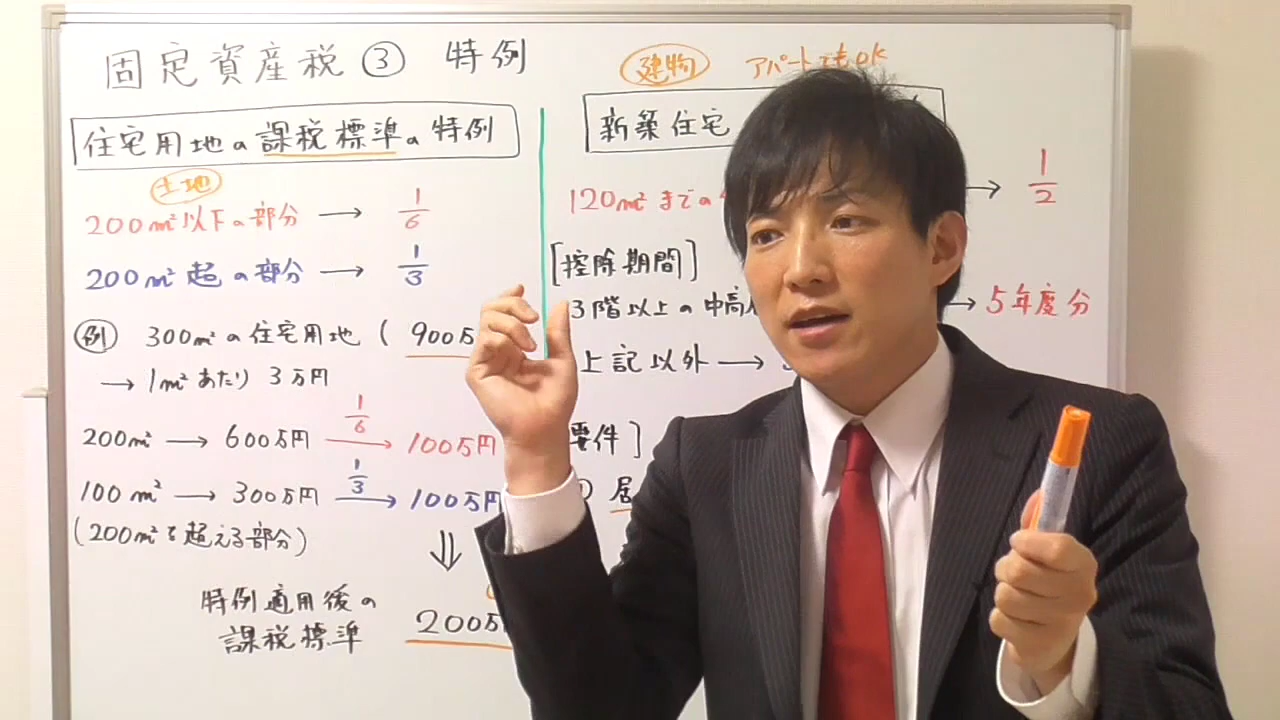 固定資産税 ③ 特例
住宅用地の課税標準の特例
土地
200m²以下の部分 → 1/6
200m²超の部分 → 1/3
例 300m²の住宅用地 ( 900万
→ 1m²あたり 3万円
200m² → 600万円 1/6 → 100万円
100m² → 300万円 1/3 → 100万円
(200m²を超える部分)
⇓
特例適用後の
課税標準
200万
建物 アパートでもOK
新築住宅
120m²までの → 1/2
[控除期間]
3階以上の中高 → 5年度分
上記以外 →
要件]
居